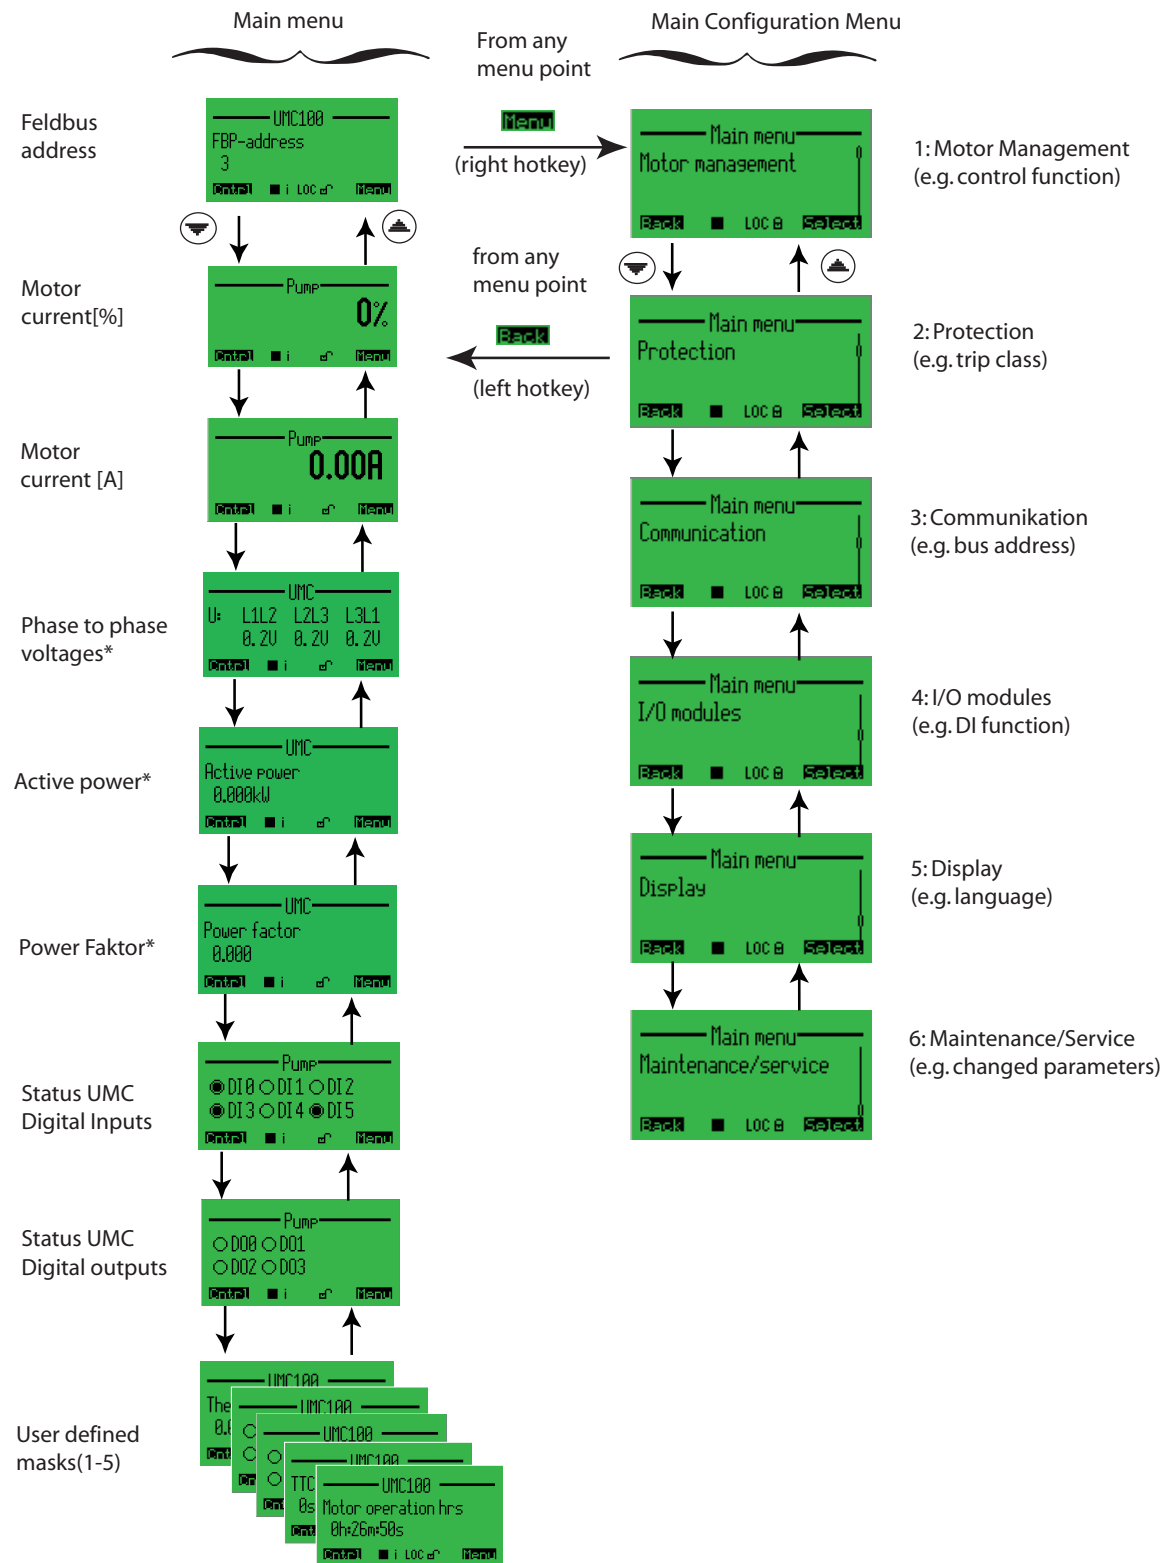 Main menu
Main Configuration Menu
From any
menu point
Menu
(right hotkey)
from any
menu point
Back
(left hotkey)
Feldbus
address
UMC100
FBP-address
3
Cntrl i LOC Menu
Motor
current[%]
Pump
0%
Cntrl i Menu
Motor
current [A]
Pump
0.00A
Cntrl i Menu
Phase to phase
voltages*
UMC
U: L1L2 L2L3 L3L1
0.2V 0.2V 0.2V
Cntrl i Menu
Active power*
UMC
Active power
0.000kW
Cntrl i Menu
Power Faktor*
UMC
Power factor
0.000
Cntrl i Menu
Status UMC
Digital Inputs
Pump
DI0 DI1 DI2
DI3 DI4 DI5
Cntrl i Menu
Status UMC
Digital outputs
Pump
DO0 DO1
DO2 DO3
Cntrl i Menu
User defined
masks(1-5)
UMC100
The
UMC100
UMC100
UMC100
TTC
0s
UMC100
Motor operation hrs
0h:26m:50s
Cntrl i LOC Menu
Main menu
Motor management
Back LOC Select
1: Motor Management
(e.g. control function)
Main menu
Protection
Back LOC Select
2: Protection
(e.g. trip class)
Main menu
Communication
Back LOC Select
3: Communikation
(e.g. bus address)
Main menu
I/O modules
Back LOC Select
4: I/O modules
(e.g. DI function)
Main menu
Display
Back LOC Select
5: Display
(e.g. language)
Main menu
Maintenance/service
Back LOC Select
6: Maintenance/Service
(e.g. changed parameters)